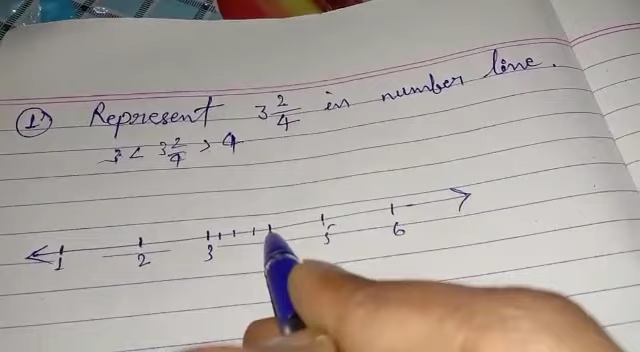 1) Represent 3 2/4 in number line.
3 < 3 2/4 > 4
1 2 3 5 6